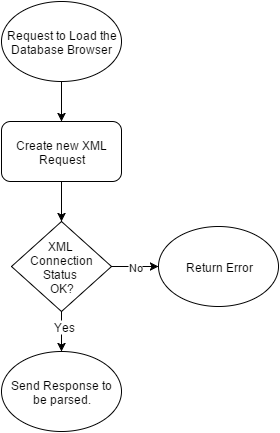 Request to Load the
Database Browser
Create new XML
Request
XML
Connection
Status
OK?
No
Return Error
Yes
Send Response to
be parsed.